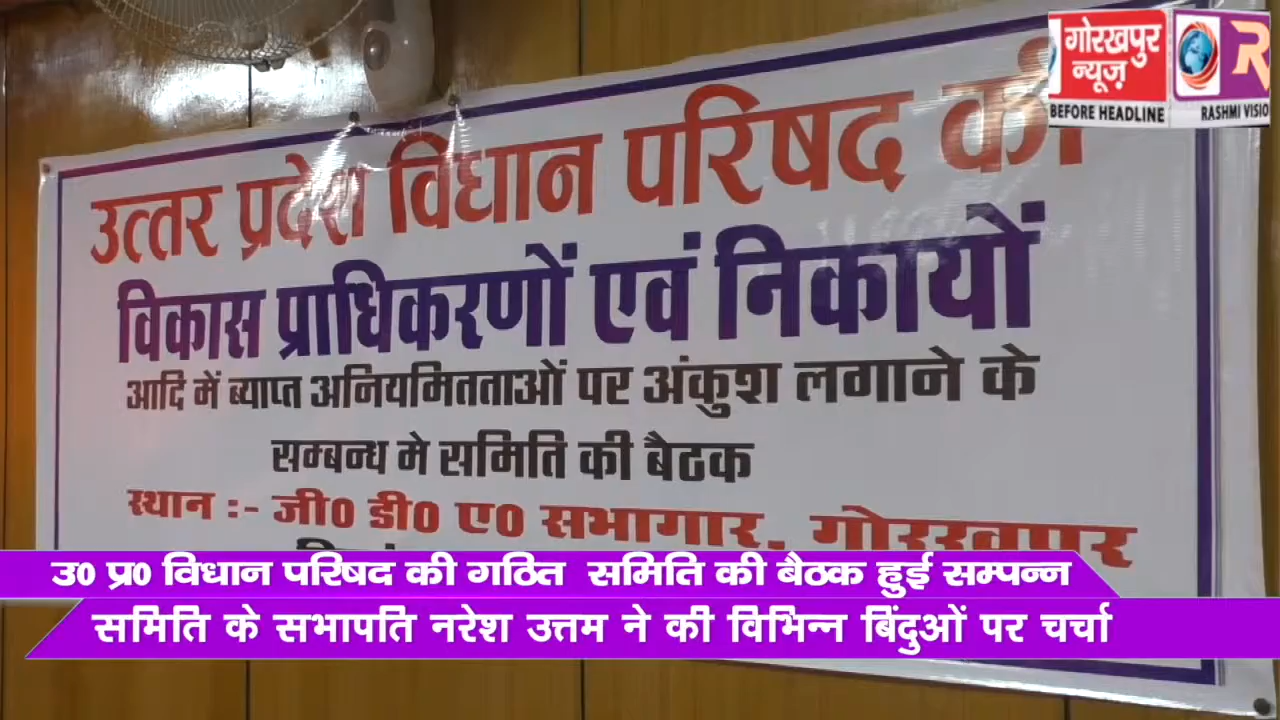 गोरखपुर
न्यूज़
BEFORE HEADLINE
R
RASHMI VISIO
उत्तर प्रदेश विधान परिषद की
विकास प्राधिकरणों एवं निकायों
आदि में ब्याप्त अनियमितताओं पर अंकुश लगाने के
सम्बन्ध मे समिति की बैठक
स्थान :- जी0 डी0 ए0 सभागार, गोरखपुर
उ0 प्र0 विधान परिषद की गठित समिति की बैठक हुई सम्पन्न
समिति के सभापति नरेश उत्तम ने की विभिन्न बिंदुओं पर चर्चा